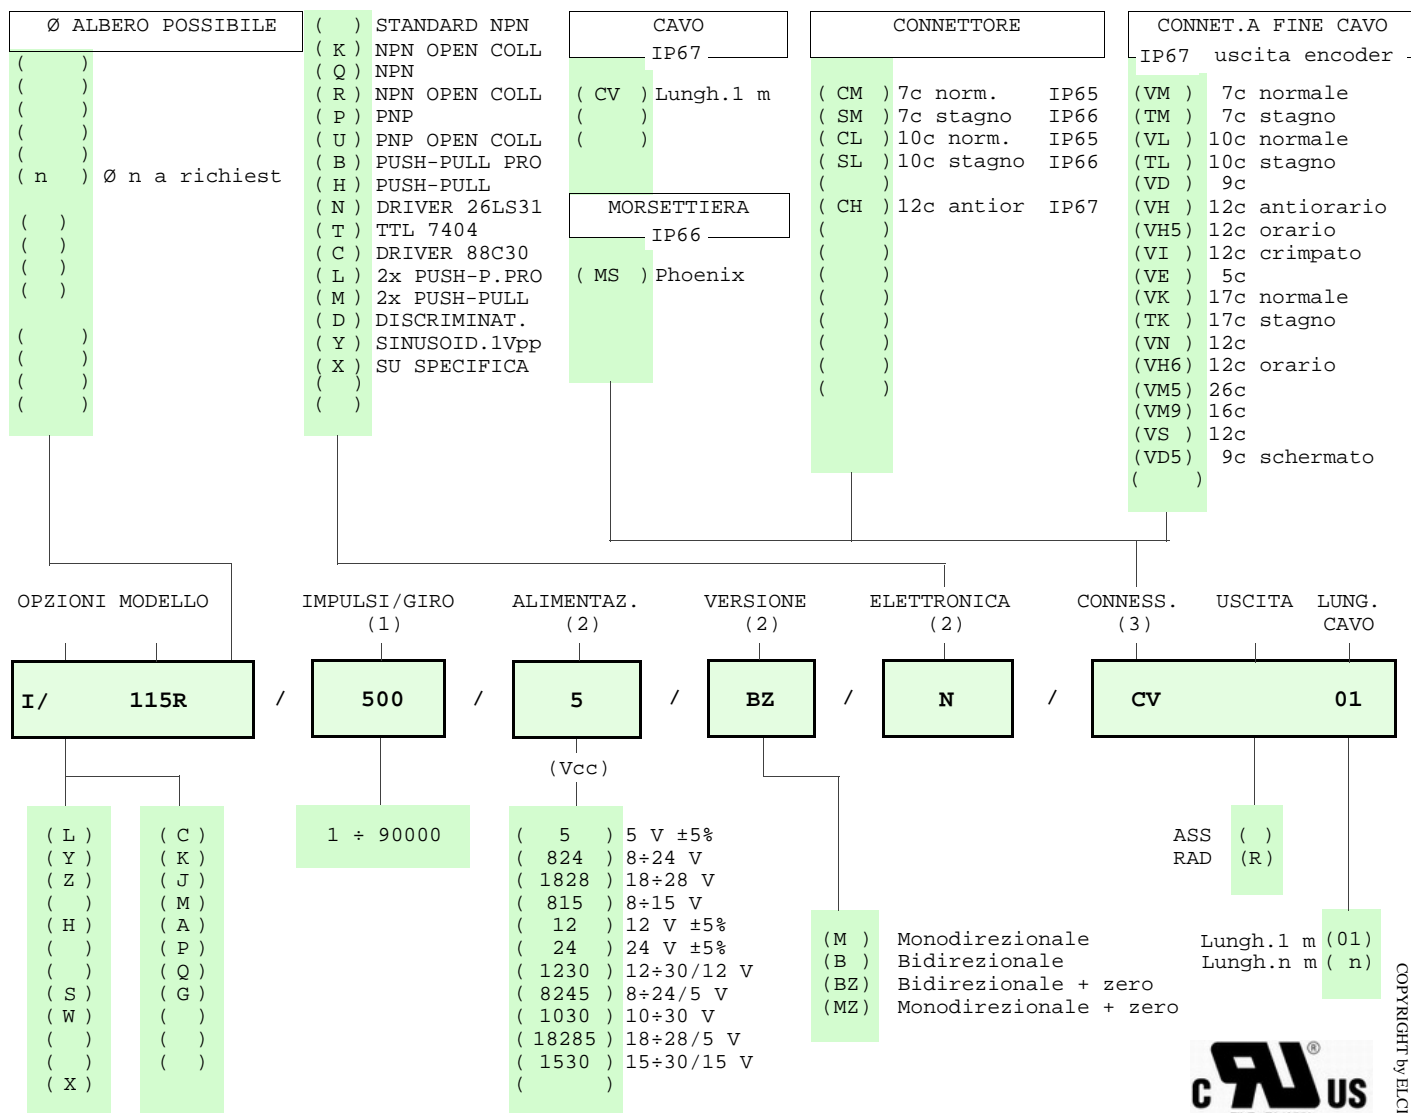 Ø ALBERO POSSIBILE
(    )
(    )
(    )
(    )
(    )
( n  ) Ø n a richiest
(  )
(  )
(  )
(  )
(    )
(    )
(    )
(    )
(   ) STANDARD NPN
( K ) NPN OPEN COLL
( Q ) NPN
( R ) NPN OPEN COLL
( P ) PNP
( U ) PNP OPEN COLL
( B ) PUSH-PULL PRO
( H ) PUSH-PULL
( N ) DRIVER 26LS31
( T ) TTL 7404
( C ) DRIVER 88C30
( L ) 2x PUSH-P.PRO
( M ) 2x PUSH-PULL
( D ) DISCRIMINAT.
( Y ) SINUSOID.1Vpp
( X ) SU SPECIFICA
(   )
(   )
CAVO
IP67
( CV ) Lungh.1 m
(    )
(    )
MORSETTIERA
IP66
( MS ) Phoenix
CONNETTORE
( CM ) 7c norm. IP65
( SM ) 7c stagno IP66
( CL ) 10c norm. IP65
( SL ) 10c stagno IP66
(    )
( CH ) 12c antior IP67
(    )
(    )
(    )
(    )
(    )
(    )
(    )
(    )
CONNET.A FINE CAVO
IP67 uscita encoder
(VM ) 7c normale
(TM ) 7c stagno
(VL ) 10c normale
(TL ) 10c stagno
(VD ) 9c
(VH ) 12c antiorario
(VH5) 12c orario
(VI ) 12c crimpato
(VE ) 5c
(VK ) 17c normale
(TK ) 17c stagno
(VN ) 12c
(VH6) 12c orario
(VM5) 26c
(VM9) 16c
(VS ) 12c
(VD5) 9c schermato
(    )
OPZIONI MODELLO
IMPULSI/GIRO
(1)
ALIMENTAZ.
(2)
VERSIONE
(2)
ELETTRONICA
(2)
CONNESS.
(3)
USCITA
LUNG.
CAVO
I/ 115R / 500 / 5 / BZ / N / CV 01
( L )
( Y )
( Z )
(   )
( H )
(   )
(   )
( S )
( W )
(   )
(   )
( X )
( C )
( K )
( J )
( M )
( A )
( P )
( Q )
( G )
(   )
(   )
(   )
1 ÷ 90000
(Vcc)
( 5 ) 5 V ±5%
( 824 ) 8÷24 V
( 1828 ) 18÷28 V
( 815 ) 8÷15 V
( 12 ) 12 V ±5%
( 24 ) 24 V ±5%
( 1230 ) 12÷30/12 V
( 8245 ) 8÷24/5 V
( 1030 ) 10÷30 V
( 18285 ) 18÷28/5 V
( 1530 ) 15÷30/15 V
(      )
(M ) Monodirezionale
(B ) Bidirezionale
(BZ) Bidirezionale + zero
(MZ) Monodirezionale + zero
ASS ( )
RAD (R)
Lungh.1 m (01)
Lungh.n m ( n)
C RU ® US
COPYRIGHT by ELCI